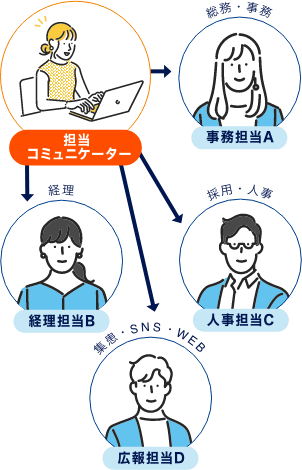 総務・事務
担当
コミュニケーター
事務担当A
経理
採用・人事
経理担当B
人事担当C
集患・SNS・WEB
広報担当D